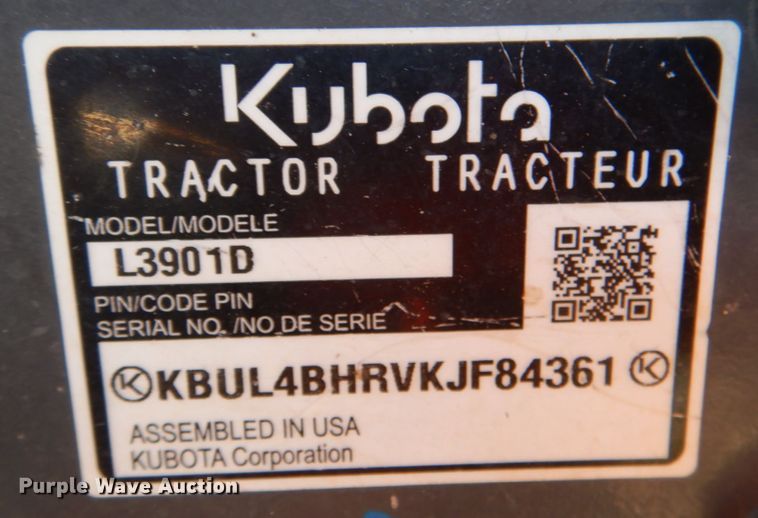 Kubota
TRACTOR TRACTEUR
MODEL/MODELE
L3901D
PIN/CODE PIN
SERIAL NO. /NO DE SERIE
KKBUL4BHRVKJF84361K
ASSEMBLED IN USA
KUBOTA Corporation
Purple Wave Auction